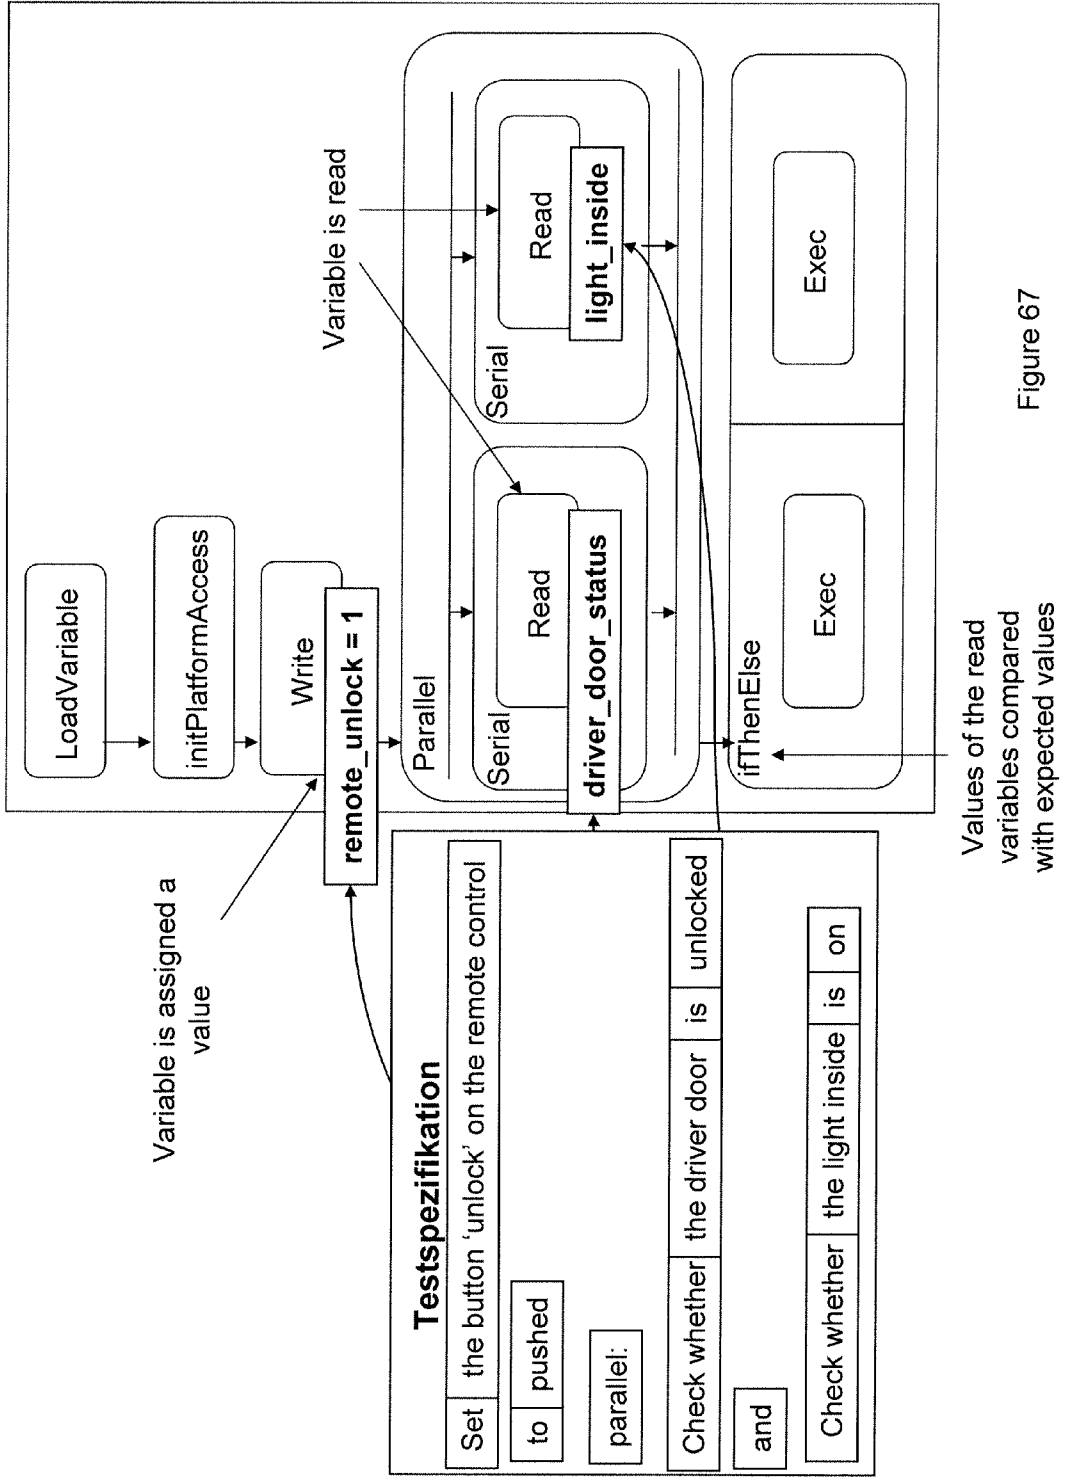 LoadVariable
initPlatformAccess
Write
remote_unlock = 1
Variable is assigned a
value
Variable is read
Parallel
Serial
Read
driver_door_status
Serial
Read
light_inside
ifThenElse
Exec
Exec
Values of the read
variables compared
with expected values
Testspezifikation
Set the button 'unlock' on the remote control
to pushed
parallel:
Check whether the driver door is unlocked
and
Check whether the light inside is on
Figure 67